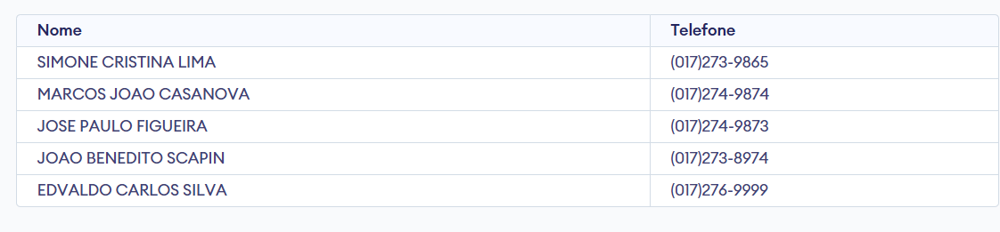 Nome Telefone
SIMONE CRISTINA LIMA (017)273-9865
MARCOS JOAO CASANOVA (017)274-9874
JOSE PAULO FIGUEIRA (017)274-9873
JOAO BENEDITO SCAPIN (017)273-8974
EDVALDO CARLOS SILVA (017)276-9999